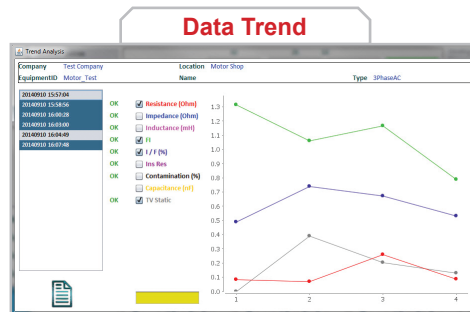 Data Trend
Trend Analysis
Company Test Company Location Motor Shop
EquipmentID Motor_Test Name Type 3PhaseAC
20140910 15:57:04
20140910 15:58:56
20140910 16:00:28
20140910 16:03:00
20140910 16:04:49
20140910 16:07:48
OK Resistance (Ohm)
OK Impedance (Ohm)
OK Inductance (mH)
OK FI
OK I / F (%)
OK Ins Res
OK Contamination (%)
Capacitance (nF)
OK TV Static
1.3
1.2
1.1
1.0
0.9
0.8
0.7
0.6
0.5
0.4
0.3
0.2
0.1
0.0
1 2 3 4